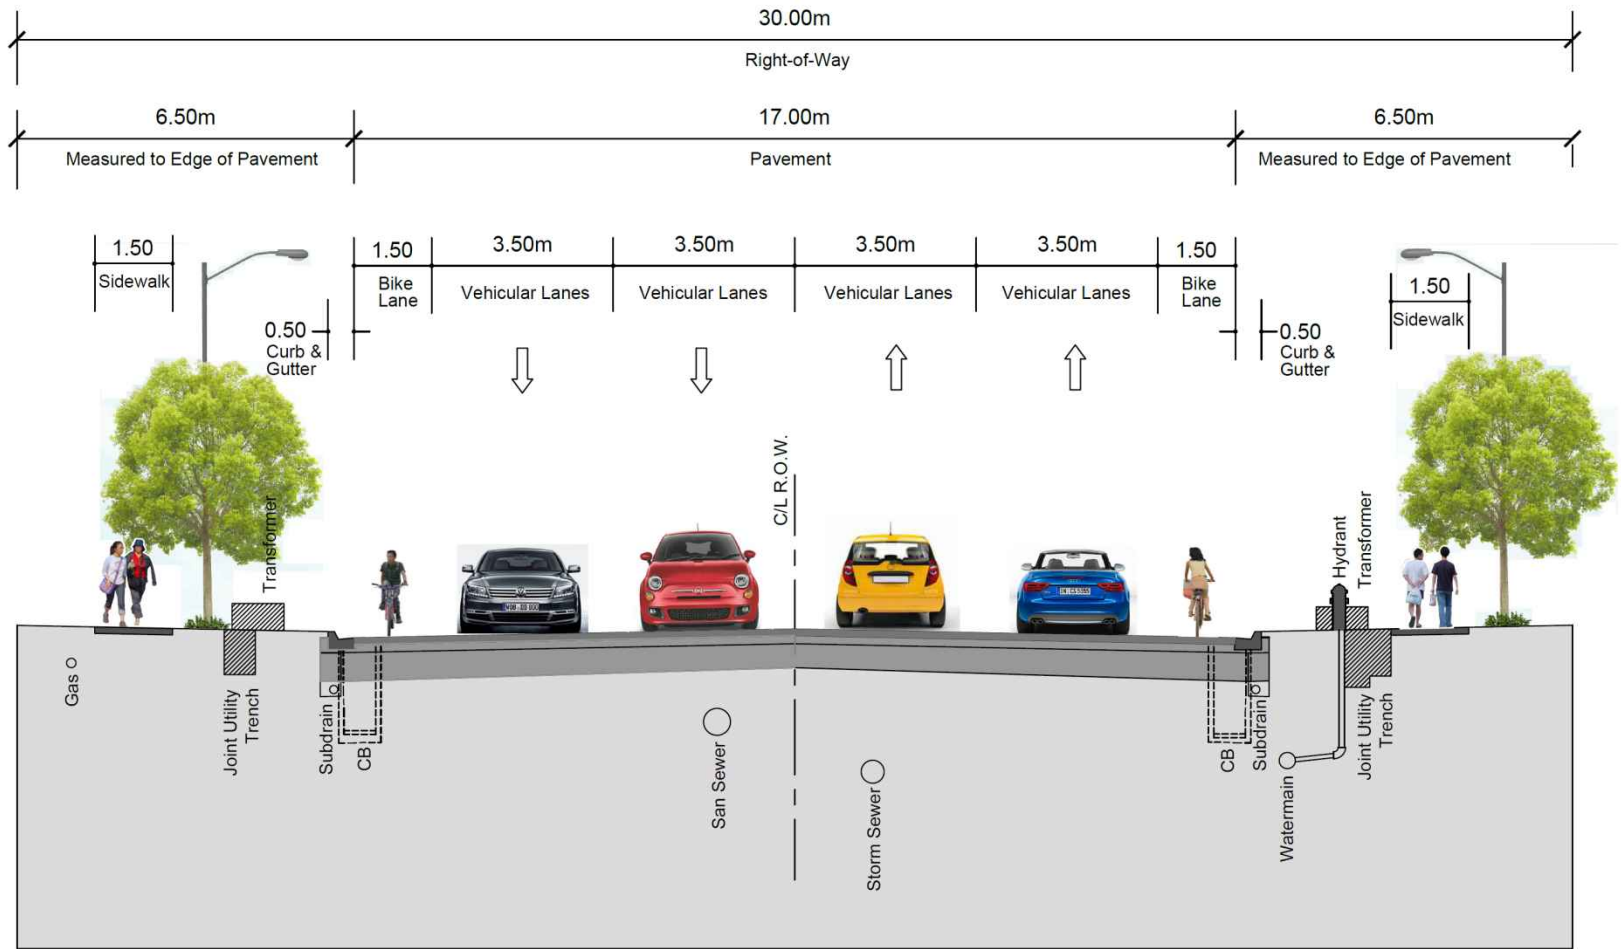 30.00m
Right-of-Way
6.50m
17.00m
6.50m
Measured to Edge of Pavement
Pavement
Measured to Edge of Pavement
1.50
Sidewalk
1.50
Bike
Lane
3.50m
Vehicular Lanes
3.50m
Vehicular Lanes
3.50m
Vehicular Lanes
3.50m
Vehicular Lanes
1.50
Bike
Lane
1.50
Sidewalk
0.50
Curb &
Gutter
0.50
Curb &
Gutter
C/L R.O.W.
Transformer
Hydrant
Transformer
Gas
Joint Utility
Trench
Subdrain
CB
San Sewer
Storm Sewer
CB
Subdrain
Watermain
Joint Utility
Trench